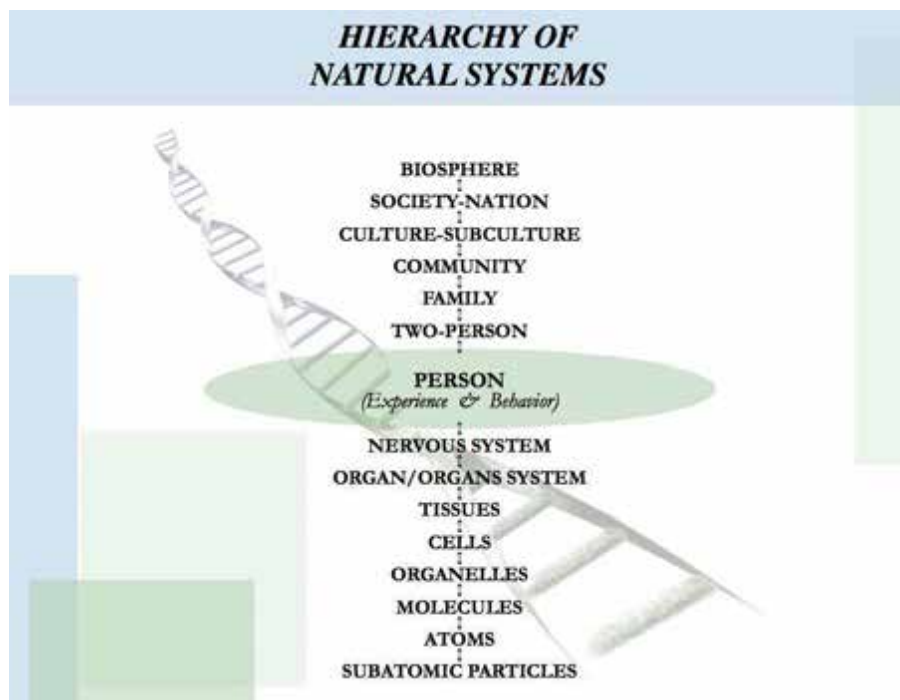 HIERARCHY OF
NATURAL SYSTEMS
BIOSPHERE
SOCIETY-NATION
CULTURE-SUBCULTURE
COMMUNITY
FAMILY
TWO-PERSON
PERSON
(Experience & Behavior)
NERVOUS SYSTEM
ORGAN/ORGANS SYSTEM
TISSUES
CELLS
ORGANELLES
MOLECULES
ATOMS
SUBATOMIC PARTICLES